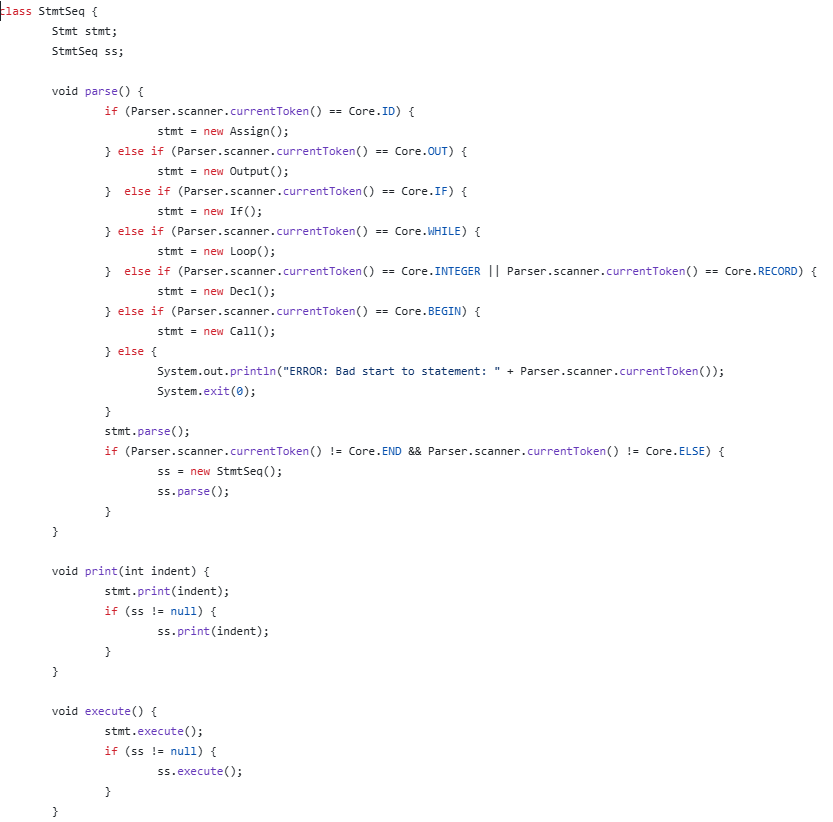 class StmtSeq {
	Stmt stmt;
	StmtSeq ss;

	void parse() {
		if (Parser.scanner.currentToken() == Core.ID) {
			stmt = new Assign();
		} else if (Parser.scanner.currentToken() == Core.OUT) {
			stmt = new Output();
		}  else if (Parser.scanner.currentToken() == Core.IF) {
			stmt = new If();
		} else if (Parser.scanner.currentToken() == Core.WHILE) {
			stmt = new Loop();
		}  else if (Parser.scanner.currentToken() == Core.INTEGER || Parser.scanner.currentToken() == Core.RECORD) {
			stmt = new Decl();
		} else if (Parser.scanner.currentToken() == Core.BEGIN) {
			stmt = new Call();
		} else {
			System.out.println("ERROR: Bad start to statement: " + Parser.scanner.currentToken());
			System.exit(0);
		}
		stmt.parse();
		if (Parser.scanner.currentToken() != Core.END && Parser.scanner.currentToken() != Core.ELSE) {
			ss = new StmtSeq();
			ss.parse();
		}
	}

	void print(int indent) {
		stmt.print(indent);
		if (ss != null) {
			ss.print(indent);
		}
	}

	void execute() {
		stmt.execute();
		if (ss != null) {
			ss.execute();
		}
	}